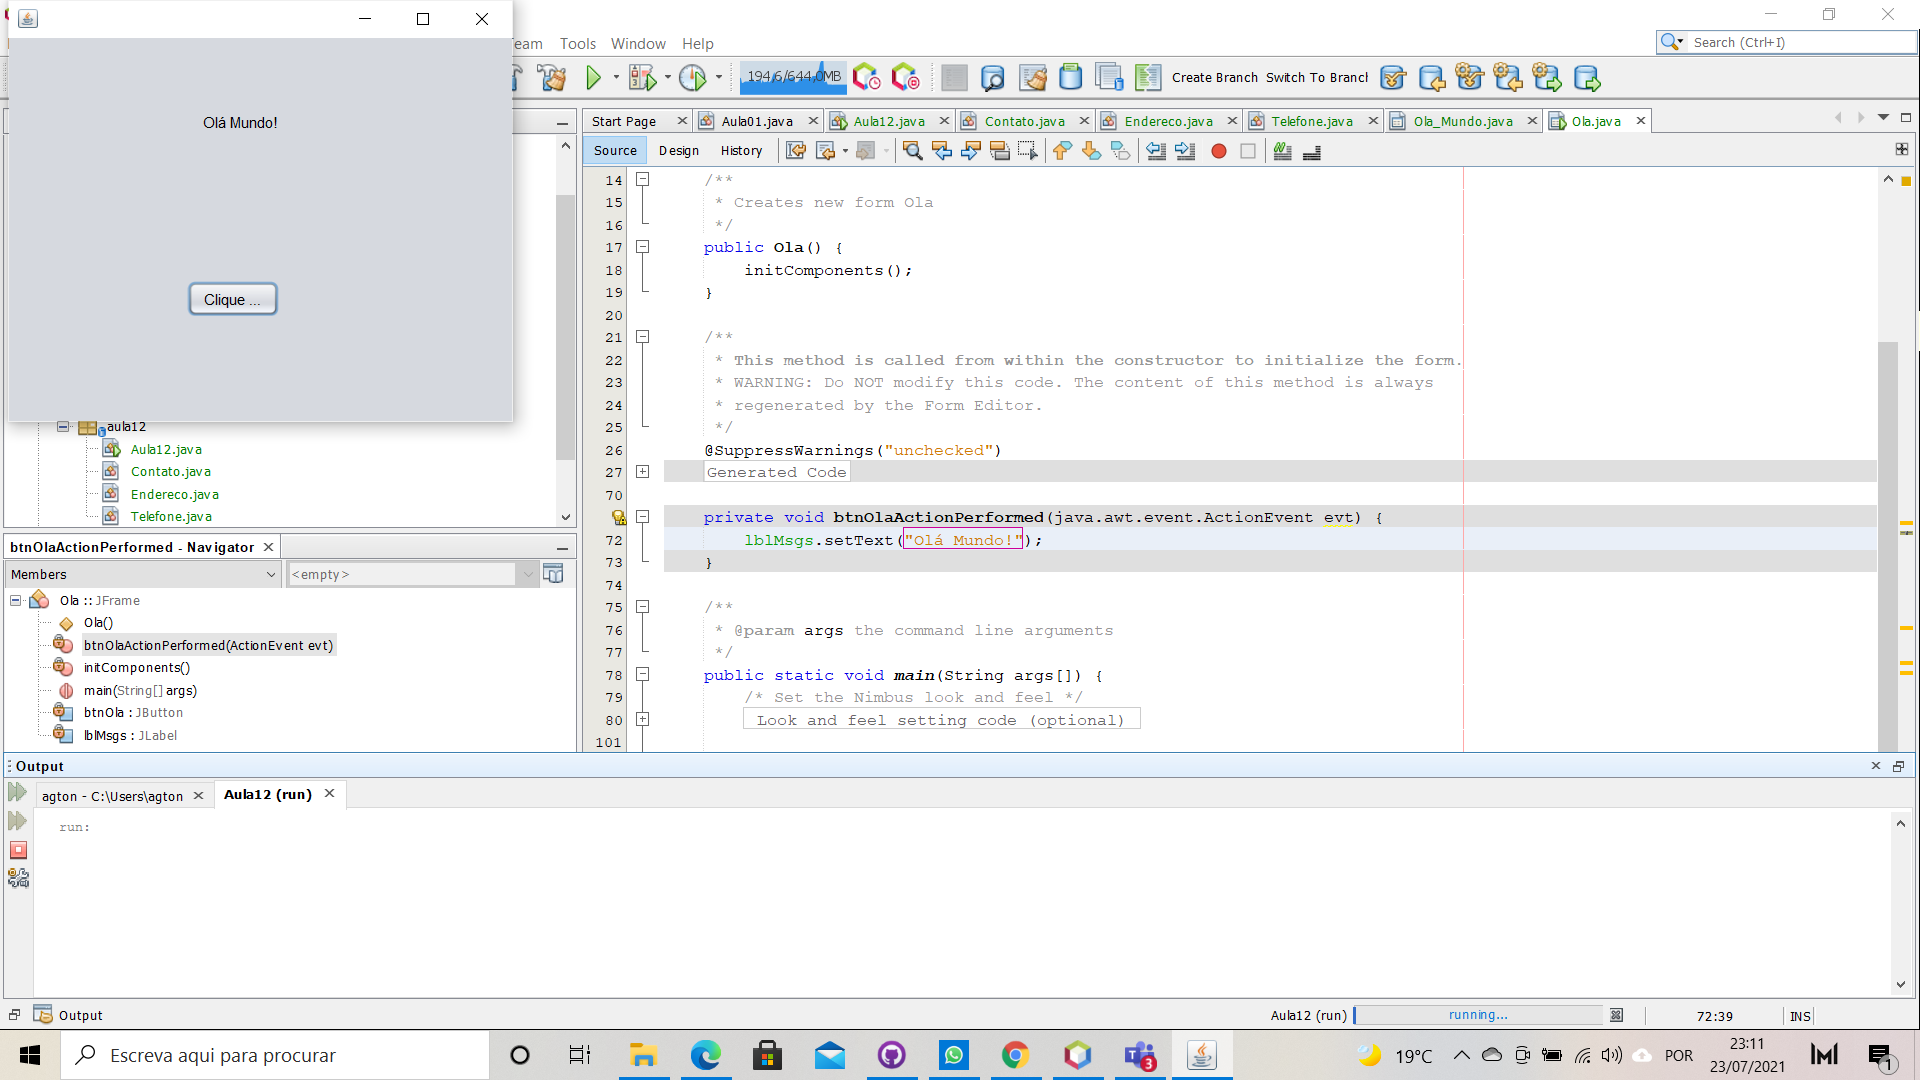 eam Tools Window Help
Search (Ctrl+I)
Olá Mundo!
Clique ...
194,6/644,0MB
Create Branch Switch To Branch
Start Page Aula01.java Aula12.java Contato.java Endereco.java Telefone.java Ola_Mundo.java Ola.java
Source Design History
14 /**
15 * Creates new form Ola
16 */
17 public Ola() {
18 initComponents();
19 }
20
21 /**
22 * This method is called from within the constructor to initialize the form.
23 * WARNING: Do NOT modify this code. The content of this method is always
24 * regenerated by the Form Editor.
25 */
26 @SuppressWarnings("unchecked")
27 Generated Code
70
private void btnOlaActionPerformed(java.awt.event.ActionEvent evt) {
72 lblMsgs.setText("Olá Mundo!");
73 }
74
75 /**
76 * @param args the command line arguments
77 */
78 public static void main(String args[]) {
79 /* Set the Nimbus look and feel */
80 Look and feel setting code (optional)
101
aula12
Aula12.java
Contato.java
Endereco.java
Telefone.java
btnOlaActionPerformed - Navigator
Members <empty>
Ola :: JFrame
Ola()
btnOlaActionPerformed(ActionEvent evt)
initComponents()
main(String[] args)
btnOla : JButton
lblMsgs : JLabel
Output
agton - C:\Users\agton Aula12 (run)
run:
Output
Aula12 (run) running... 72:39 INS
Escreva aqui para procurar
3
19°C POR
23:11
23/07/2021
1